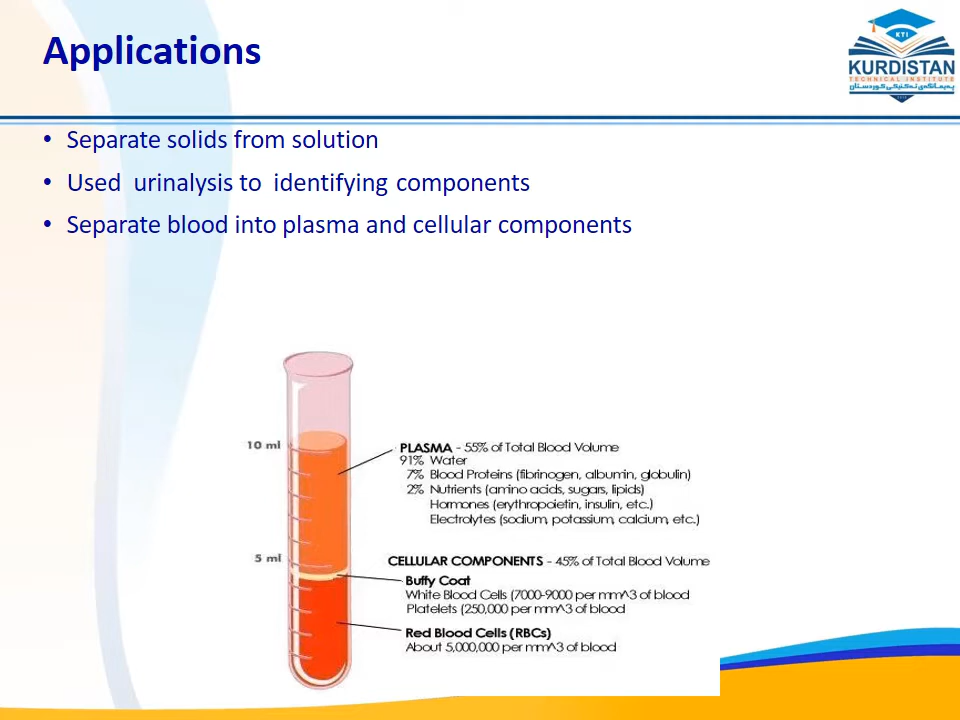 Applications
KTI
KURDISTAN
TECHNICAL INSTITUTE
پەیمانگەی تەکنیکی کوردستان
• Separate solids from solution
• Used urinalysis to identifying components
• Separate blood into plasma and cellular components
10 ml
PLASMA - 55% of Total Blood Volume
91% Water
7% Blood Proteins (fibrinogen, albumin, globulin)
2% Nutrients (amino acids, sugars, lipids)
Hormones (erythropoietin, insulin, etc.)
Electrolytes (sodium, potassium, calcium, etc.)
5 ml
CELLULAR COMPONENTS - 45% of Total Blood Volume
Buffy Coat
White Blood Cells (7000-9000 per mm^3 of blood
Platelets (250,000 per mm^3 of blood
Red Blood Cells (RBCs)
About 5,000,000 per mm^3 of blood